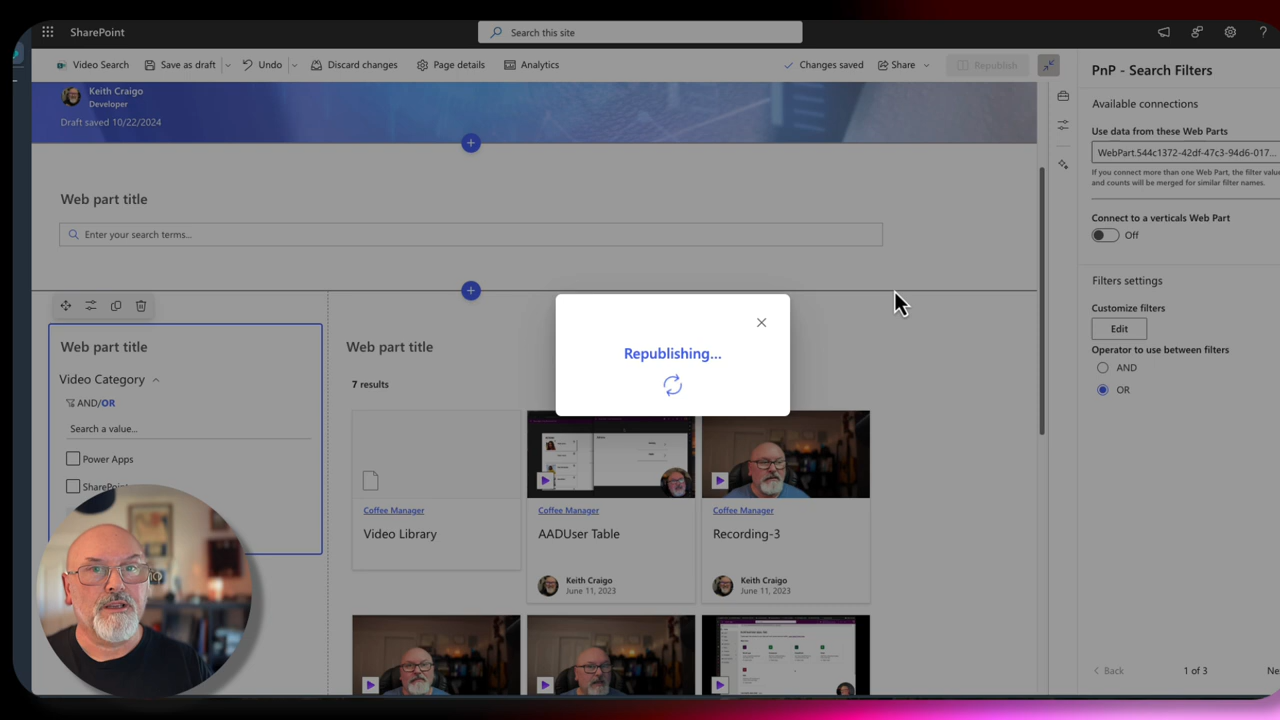 SharePoint
Search this site
?
Video Search
Save as draft
Undo
Discard changes
Page details
Analytics
Changes saved
Share
Republish
Keith Craigo
Developer
Draft saved 10/22/2024
Web part title
Enter your search terms...
Web part title
Video Category
AND/OR
Search a value...
Power Apps
SharePoint
Web part title
7 results
Republishing...
Coffee Manager
Video Library
Coffee Manager
AADUser Table
Keith Craigo
June 11, 2023
Coffee Manager
Recording-3
Keith Craigo
June 11, 2023
PnP - Search Filters
Available connections
Use data from these Web Parts
WebPart.544c1372-42df-47c3-94d6-017...
If you connect more than one Web Part, the filter value
and counts will be merged for similar filter names.
Connect to a verticals Web Part
Off
Filters settings
Customize filters
Edit
Operator to use between filters
AND
OR
Back
1 of 3
Ne